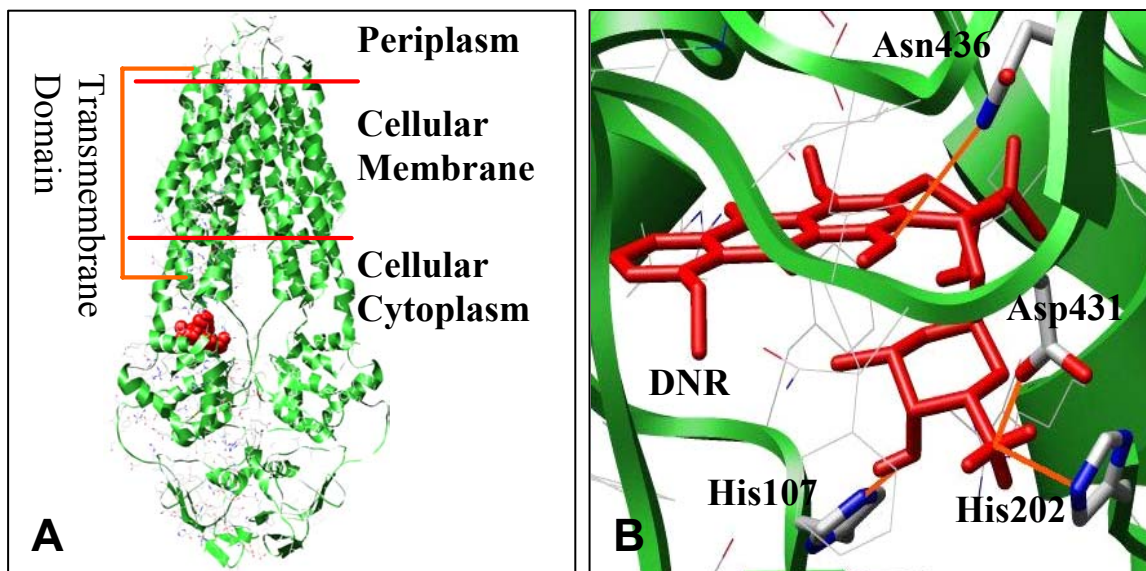 Periplasm
Transmembrane
Domain
Cellular
Membrane
Cellular
Cytoplasm
A
Asn436
Asp431
DNR
His107
His202
B